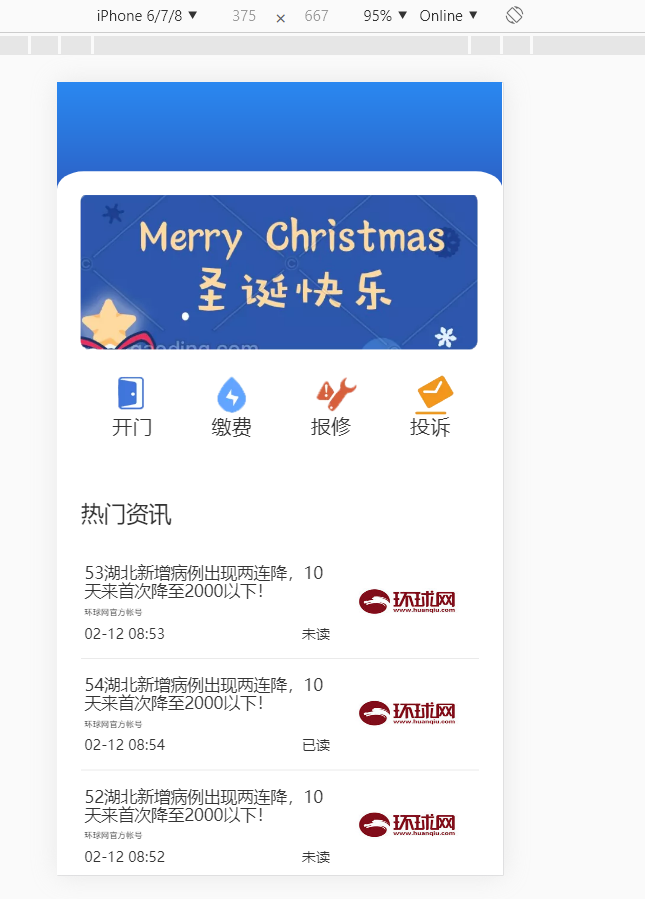 iPhone 6/7/8 ▼ 375 × 667 95% ▼ Online ▼
Merry Christmas
圣诞快乐
gaoding.com
开门 缴费 报修 投诉
热门资讯
53湖北新增病例出现两连降，10
天来首次降至2000以下！
环球网官方帐号
02-12 08:53 未读
环球网
www.huanqiu.com
54湖北新增病例出现两连降，10
天来首次降至2000以下！
环球网官方帐号
02-12 08:54 已读
环球网
www.huanqiu.com
52湖北新增病例出现两连降，10
天来首次降至2000以下！
环球网官方帐号
02-12 08:52 未读
环球网
www.huanqiu.com